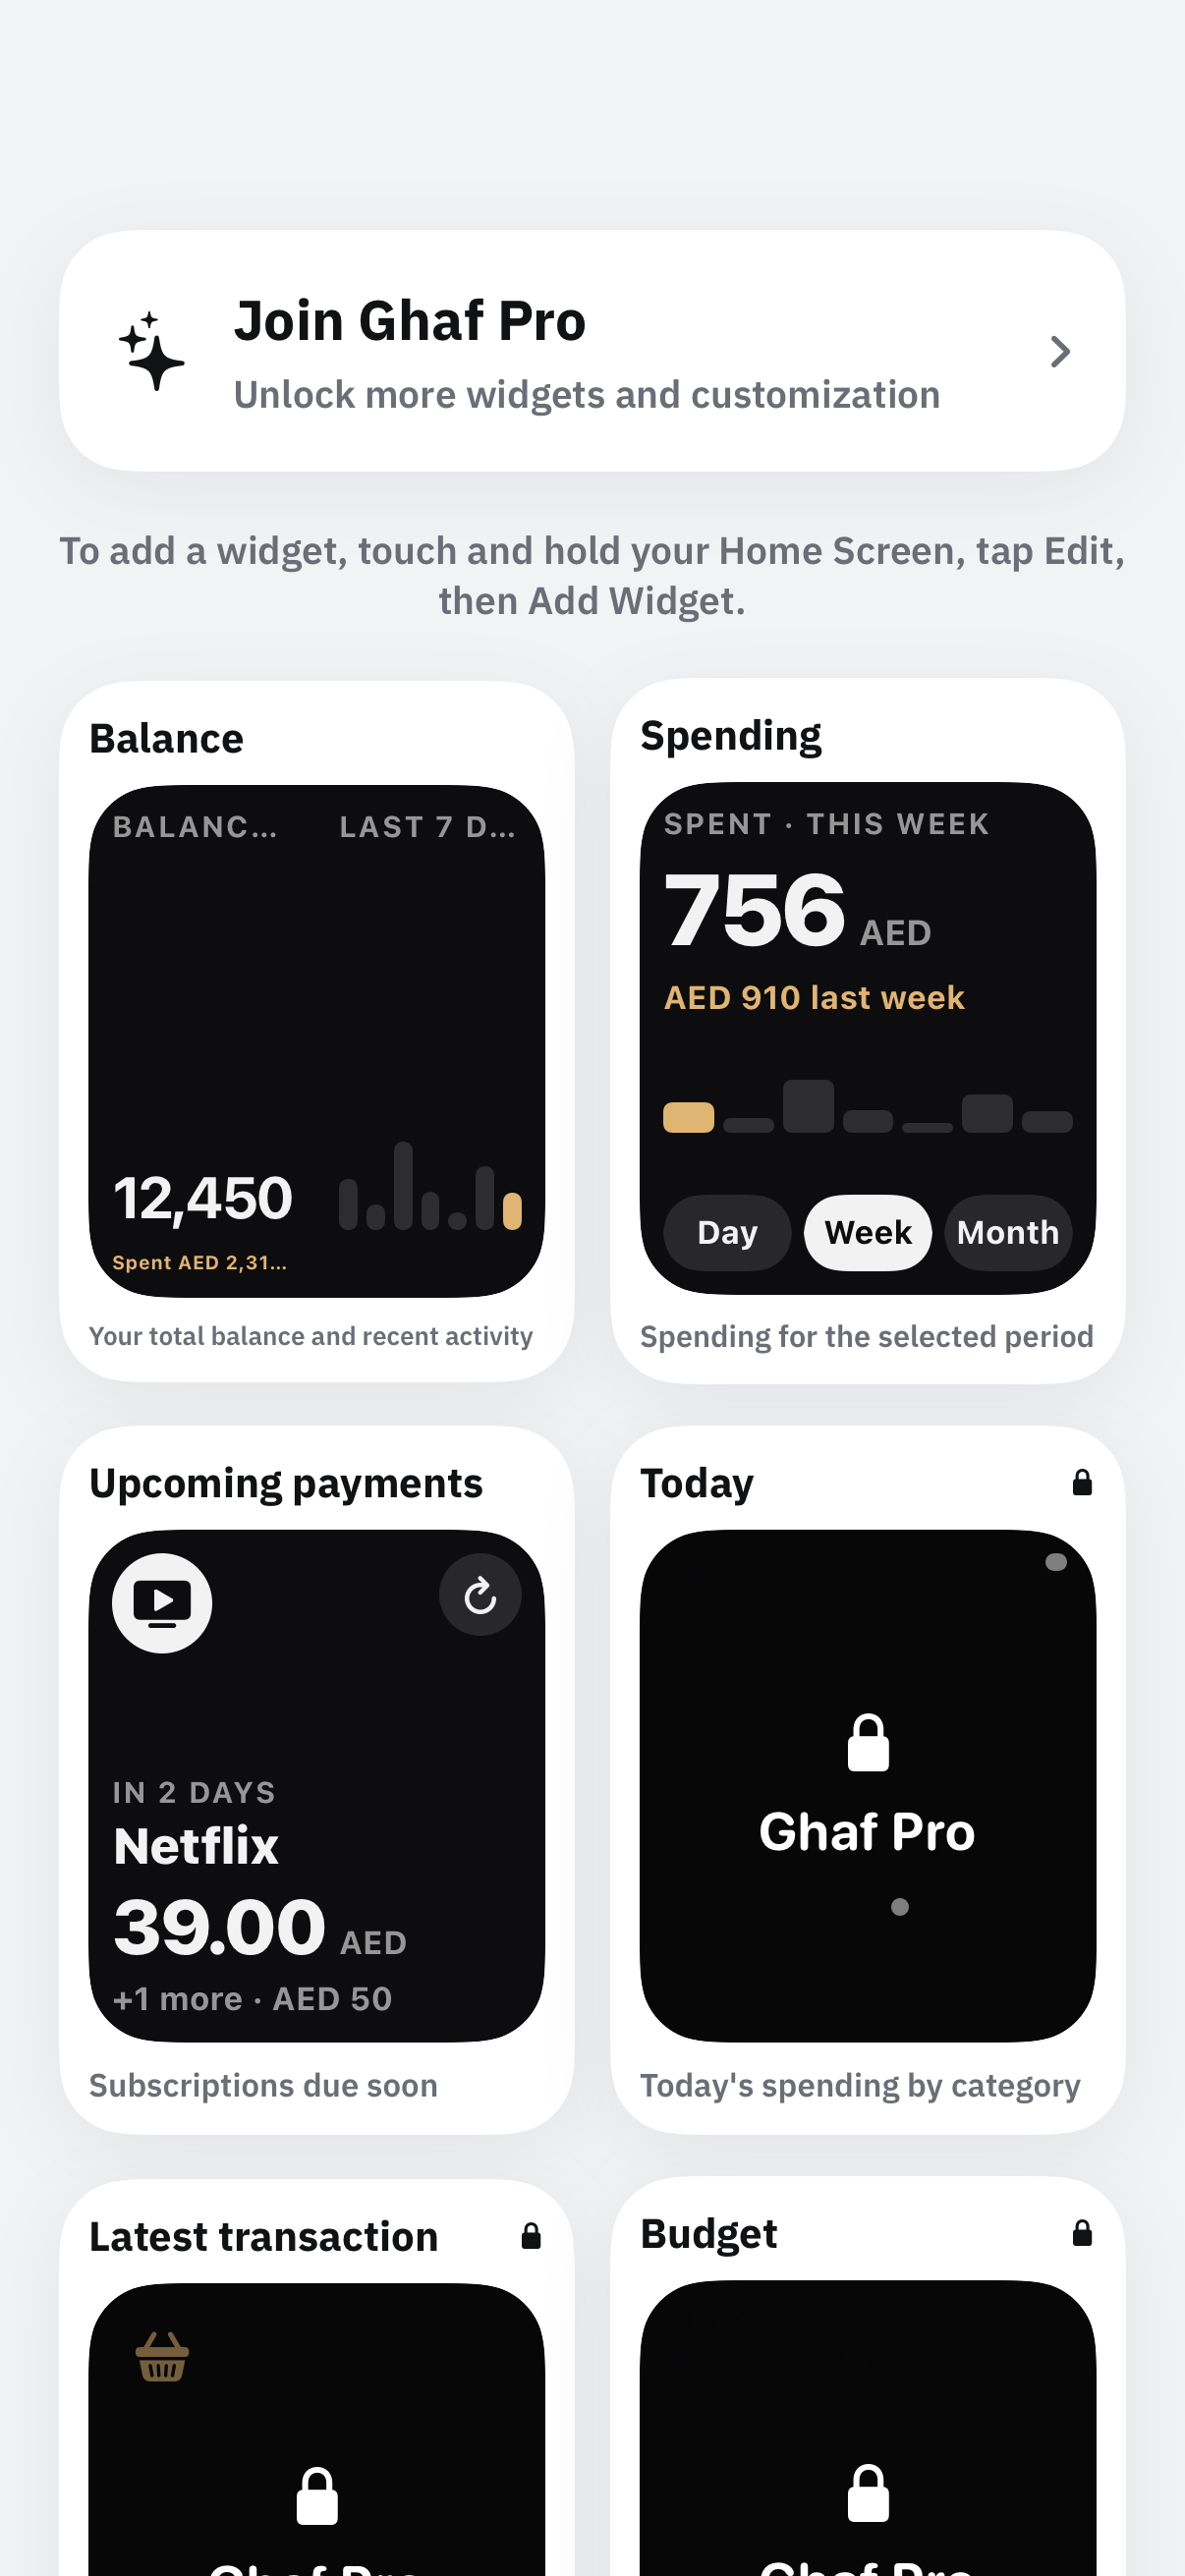 Join Ghaf Pro
Unlock more widgets and customization
To add a widget, touch and hold your Home Screen, tap Edit,
then Add Widget.
Balance
BALANC...
LAST 7 D...
12,450
Spent AED 2,31...
Your total balance and recent activity
Spending
SPENT · THIS WEEK
756 AED
AED 910 last week
Day
Week
Month
Spending for the selected period
Upcoming payments
IN 2 DAYS
Netflix
39.00 AED
+1 more · AED 50
Subscriptions due soon
Today
Ghaf Pro
Today's spending by category
Latest transaction
Ghaf Pro
Budget
Ghaf Pro